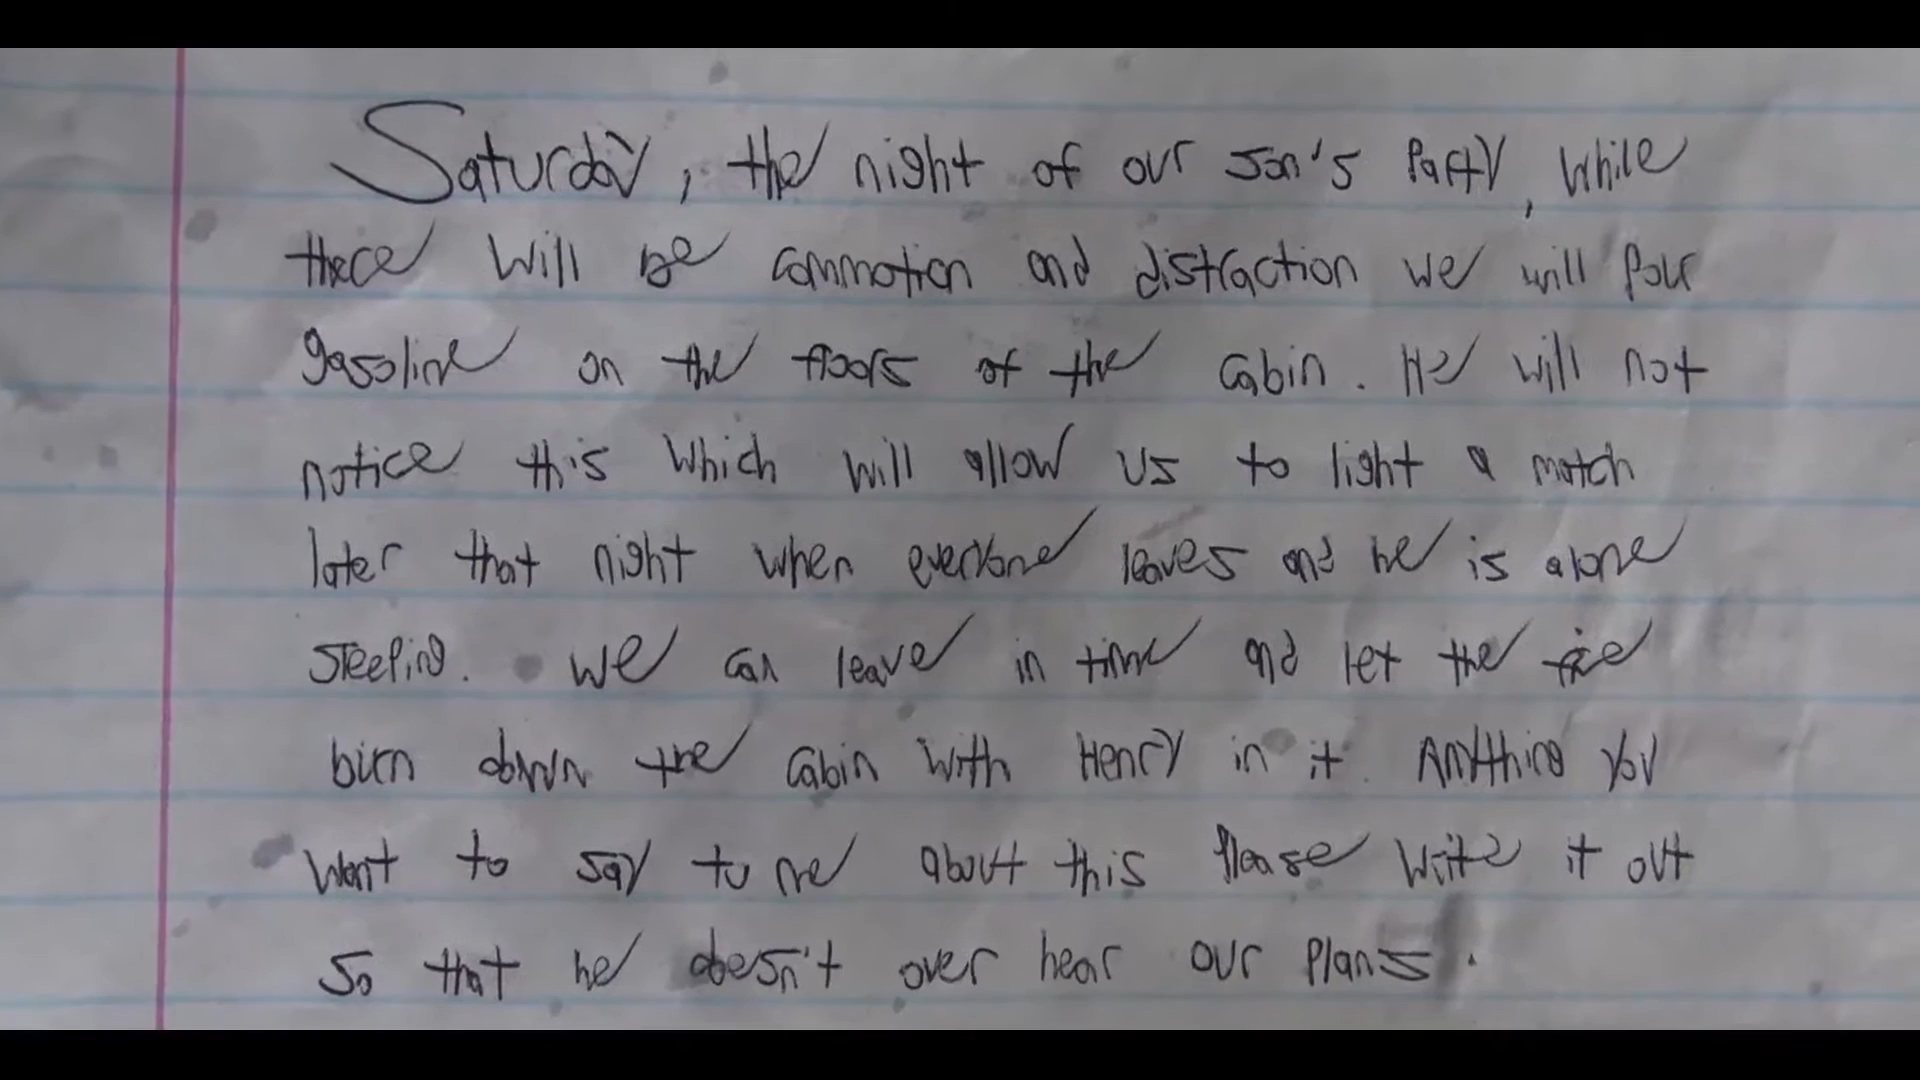 Saturday, the night of our son's party, while
there will be commotion and distraction we will pour
gasoline on the floors of the cabin. He will not
notice this which will allow us to light a match
later that night when everyone leaves and he is alone
sleeping. We can leave in time and let the fire
burn down the cabin with Henry in it. Anything you
want to say to me about this please write it out
so that he doesn't over hear our plans.